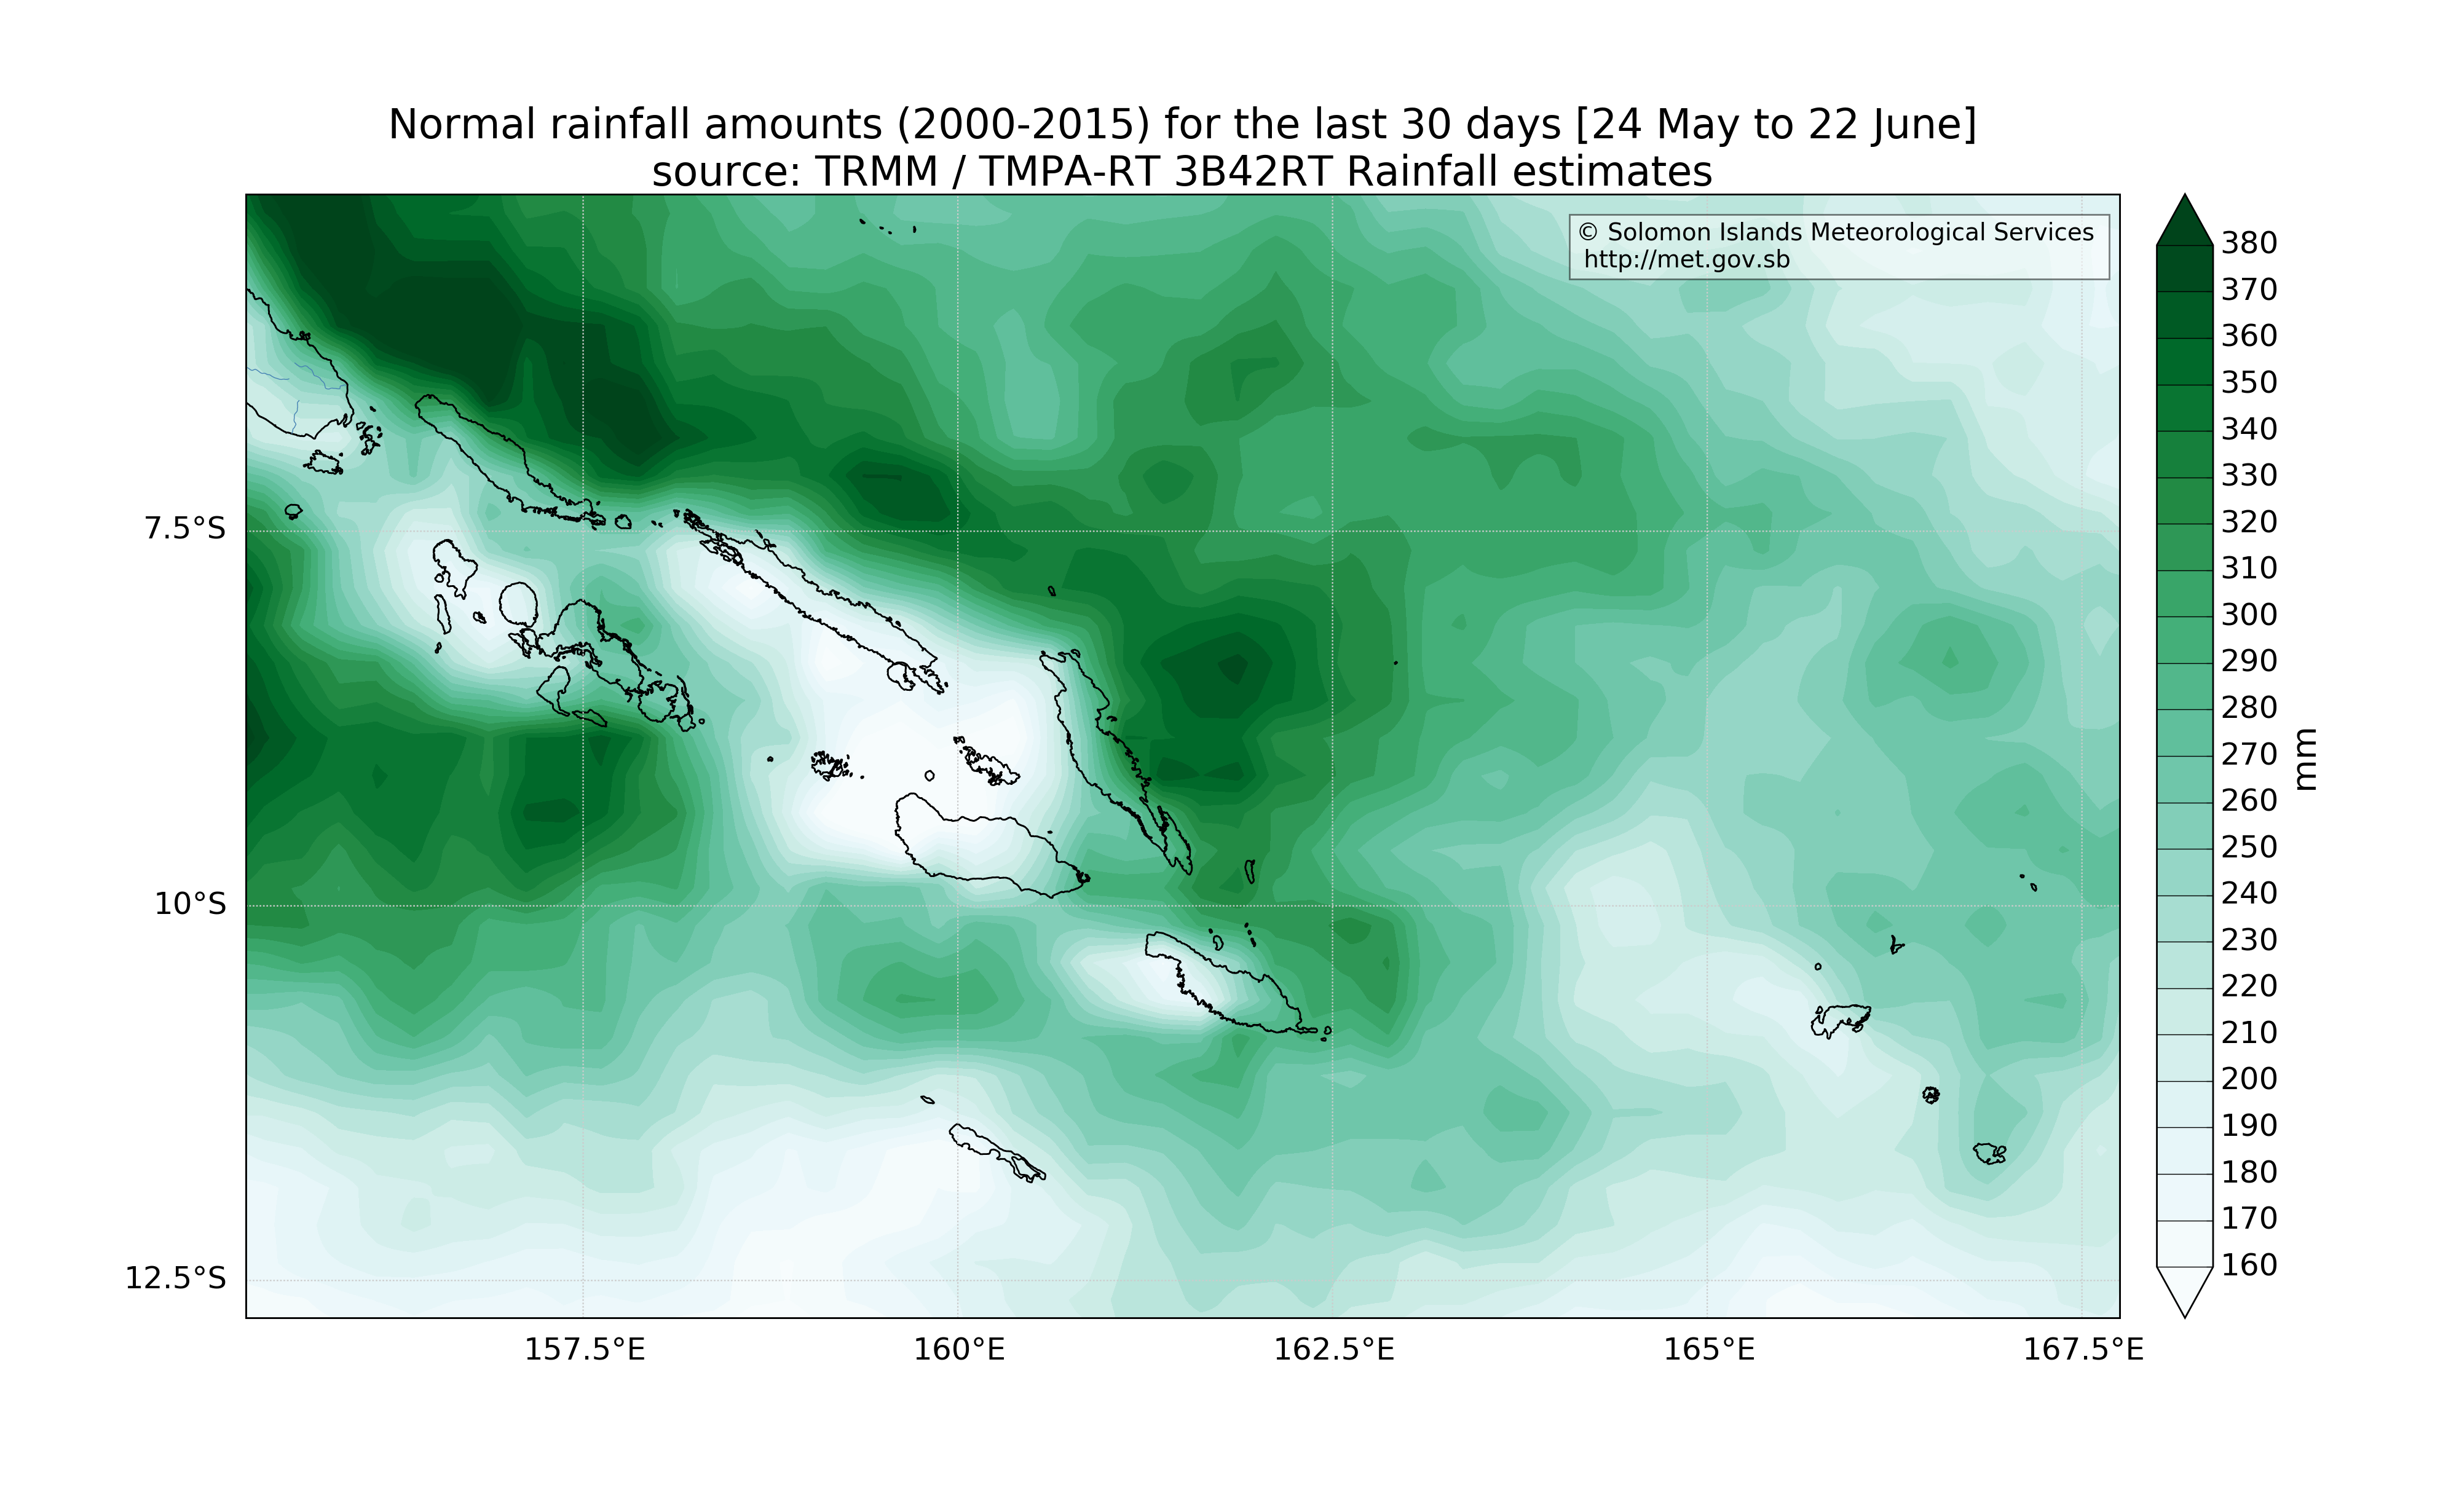 Normal rainfall amounts (2000-2015) for the last 30 days [24 May to 22 June]
source: TRMM / TMPA-RT 3B42RT Rainfall estimates
© Solomon Islands Meteorological Services
http://met.gov.sb
7.5°S
10°S
12.5°S
157.5°E
160°E
162.5°E
165°E
167.5°E
380
370
360
350
340
330
320
310
300
290
280
270
260
250
240
230
220
210
200
190
180
170
160
mm